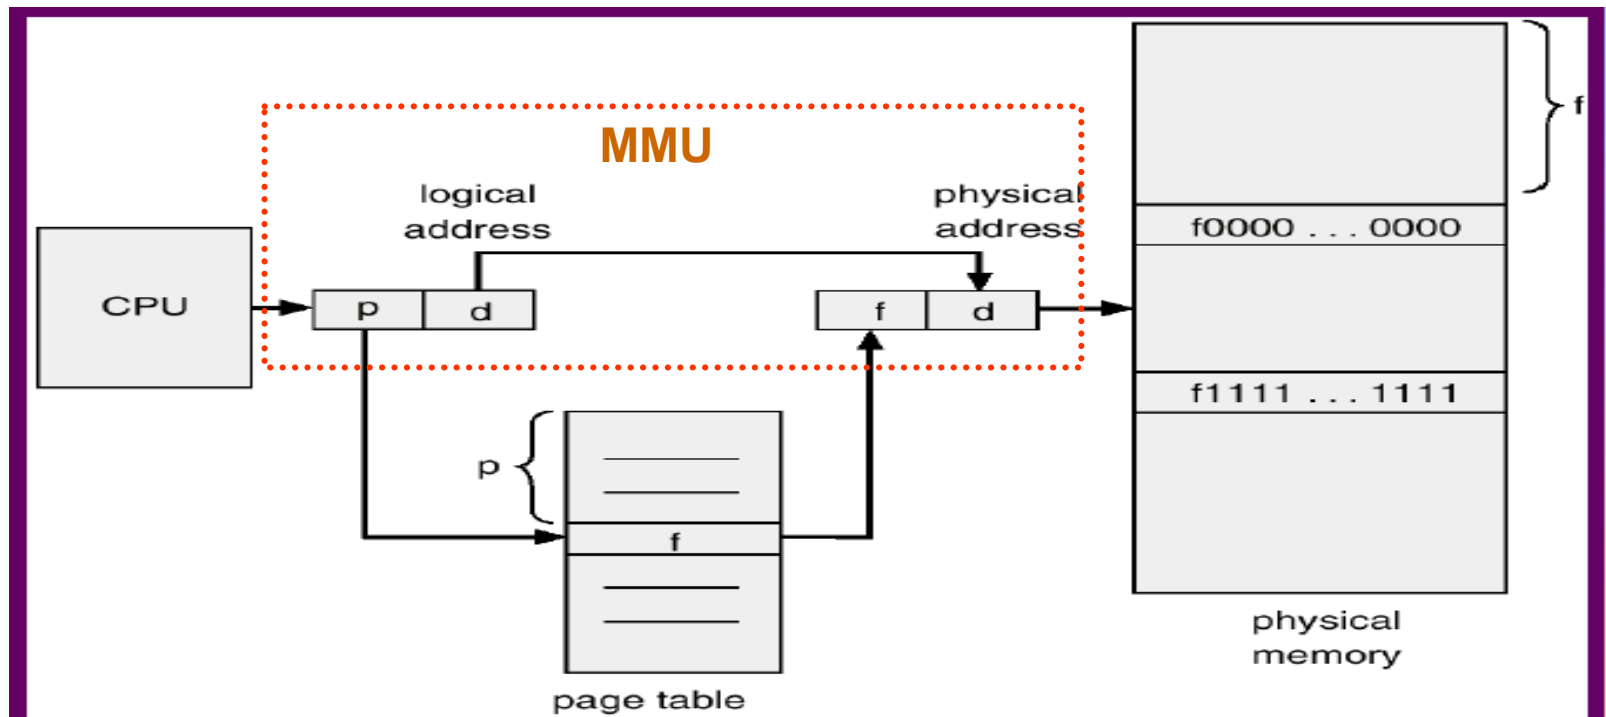 MMU
logical
address
physical
address
CPU
p
d
f
d
f
f0000 . . . 0000
f1111 . . . 1111
p
f
page table
physical
memory